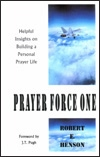 Helpful
Insights on
Building a
Personal
Prayer Life
PRAYER FORCE ONE
Foreword by
J.T. Pugh
ROBERT E.
HENSON